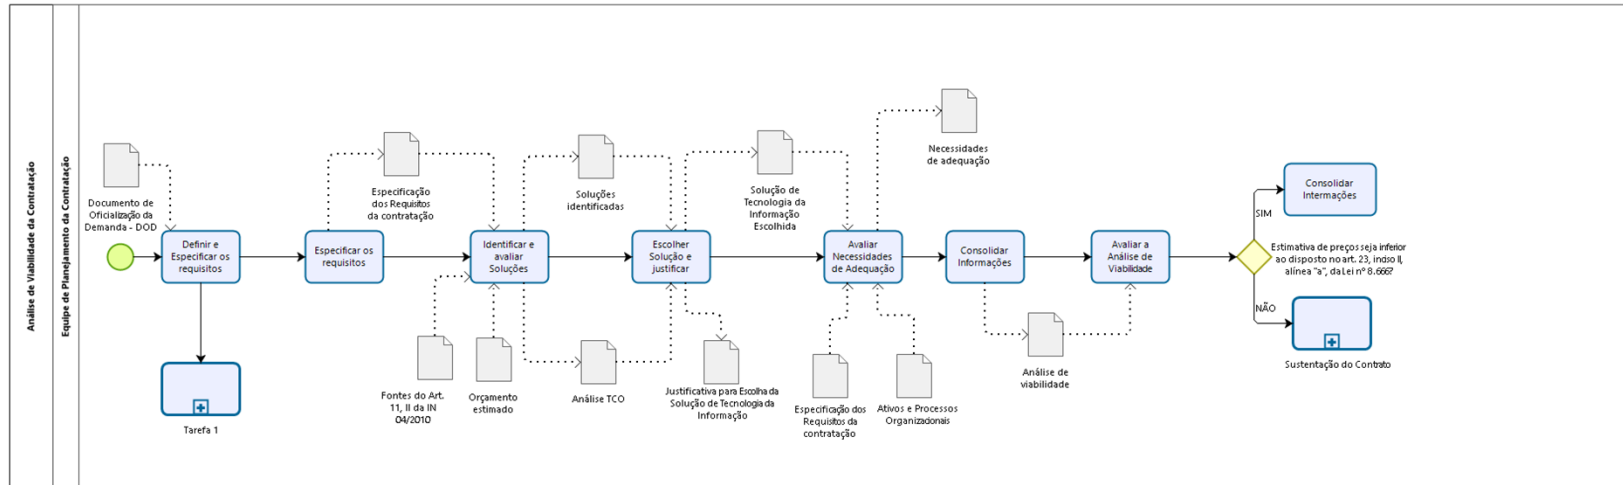 Análise de Viabilidade da Contratação
Equipe de Planejamento da Contratação
Documento de
Oficialização da
Demanda - DOD
Definir e
Especificar os
requisitos
Tarefa 1
Especificar os
requisitos
Especificação
dos Requisitos
da contratação
Identificar e
avaliar
Soluções
Fontes do Art.
11, II da IN
04/2010
Orçamento
estimado
Soluções
identificadas
Análise TCO
Escolher
Solução e
justificar
Justificativa para Escolha da
Solução de Tecnologia da
Informação
Solução de
Tecnologia da
Informação
Escolhida
Avaliar
Necessidades
de Adequação
Especificação dos
Requisitos da
contratação
Ativos e Processos
Organizacionais
Necessidades
de adequação
Consolidar
Informações
Análise de
viabilidade
Avaliar a
Análise de
Viabilidade
Estimativa de preços seja inferior
ao disposto no art. 23, inciso II,
alínea "a", da Lei nº 8.666?
SIM
Consolidar
Intermações
NÃO
Sustentação do Contrato